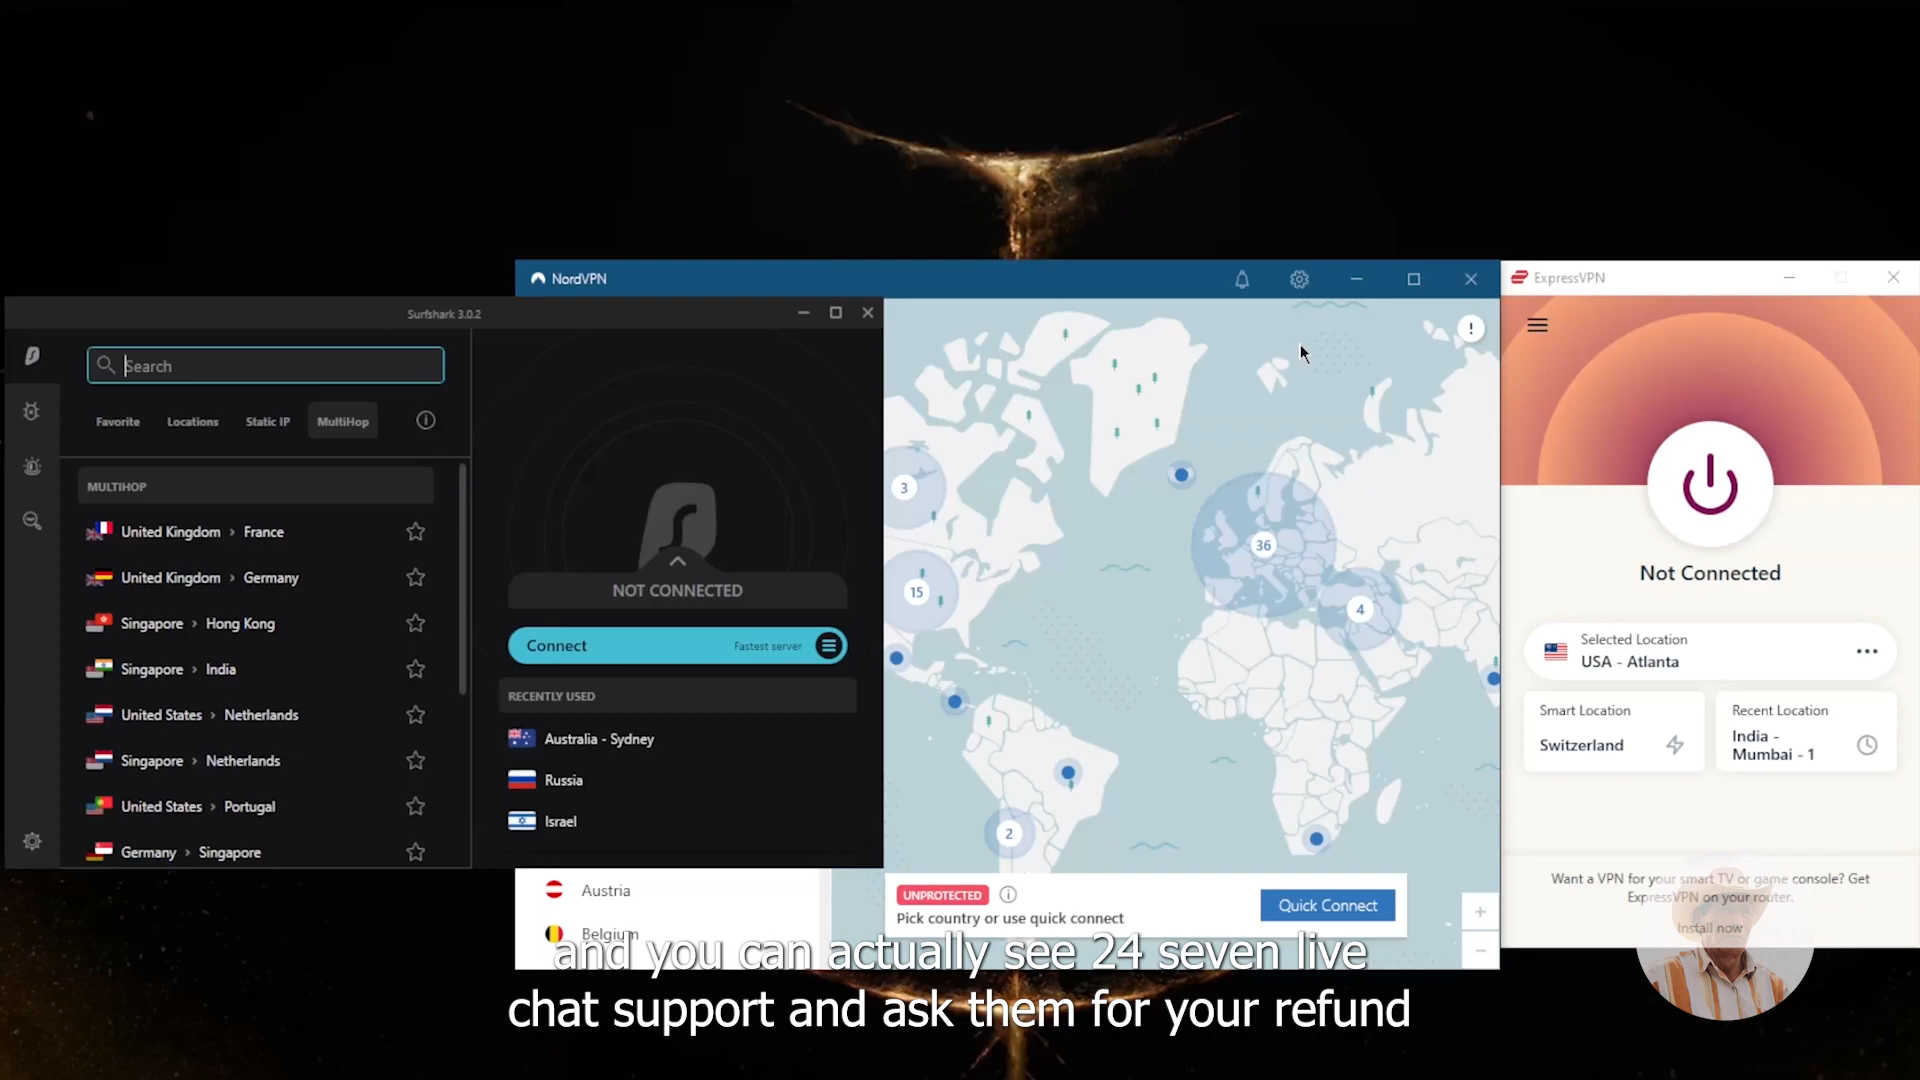 NordVPN
ExpressVPN
Surfshark 3.0.2
Search
Favorite
Locations
Static IP
MultiHop
MULTIHOP
United Kingdom > France
United Kingdom > Germany
Singapore > Hong Kong
Singapore > India
United States > Netherlands
Singapore > Netherlands
United States > Portugal
Germany > Singapore
NOT CONNECTED
Connect
Fastest server
RECENTLY USED
Australia - Sydney
Russia
Israel
!
3
36
15
4
2
Austria
Belgium
UNPROTECTED
Pick country or use quick connect
Quick Connect
Not Connected
Selected Location
USA - Atlanta
Smart Location
Switzerland
Recent Location
India -
Mumbai - 1
Want a VPN for your smart TV or game console? Get
ExpressVPN on your router.
Install now
and you can actually see 24 seven live
chat support and ask them for your refund